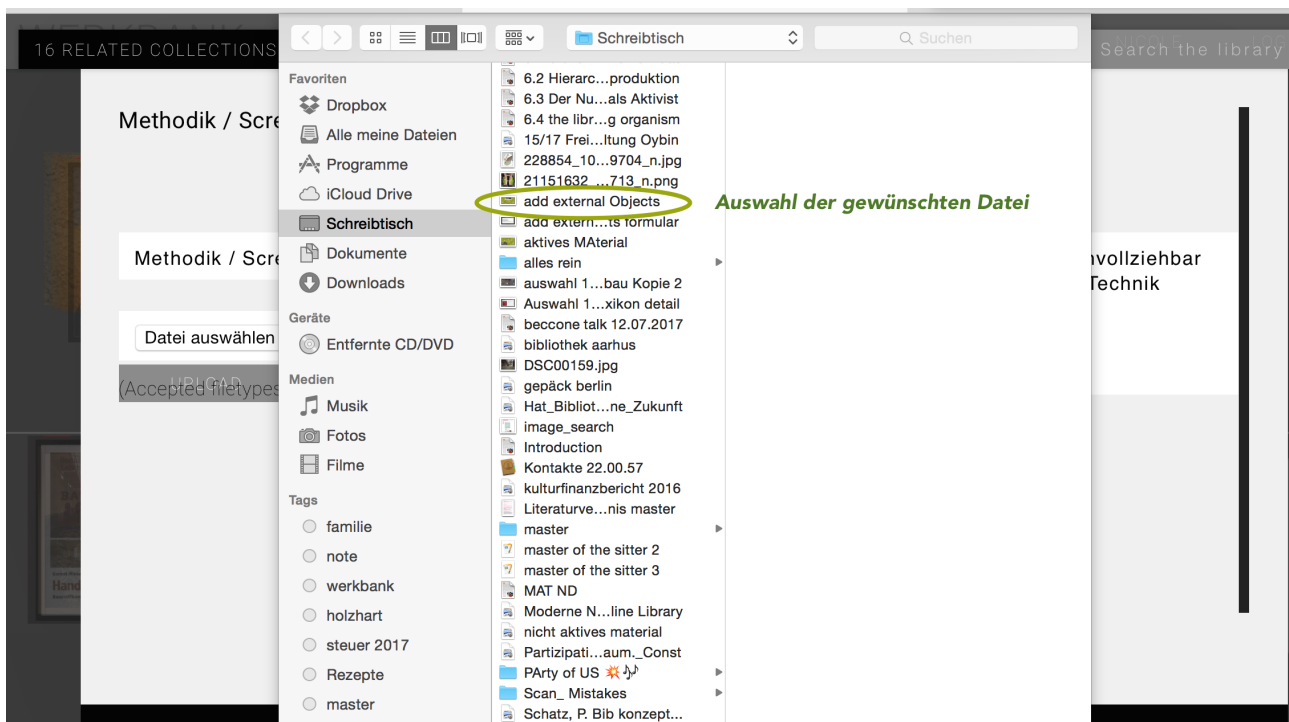 WERKBANK
16 RELATED COLLECTIONS
Schreibtisch
Suchen
Search the library
Methodik / Scre
Methodik / Scre
nvollziehbar
Technik
Datei auswählen
UPLOAD
(Accepted filetypes
Favoriten
Dropbox
Alle meine Dateien
Programme
iCloud Drive
Schreibtisch
Dokumente
Downloads
Geräte
Entfernte CD/DVD
Medien
Musik
Fotos
Filme
Tags
familie
note
werkbank
holzhart
steuer 2017
Rezepte
master
6.2 Hierarc...produktion
6.3 Der Nu...als Aktivist
6.4 the libr...g organism
15/17 Frei...ltung Oybin
228854_10...9704_n.jpg
21151632_...713_n.png
add external Objects
Auswahl der gewünschten Datei
add extern...ts formular
aktives MAterial
alles rein
auswahl 1...bau Kopie 2
Auswahl 1...xikon detail
beccone talk 12.07.2017
bibliothek aarhus
DSC00159.jpg
gepäck berlin
Hat_Bibliot...ne_Zukunft
image_search
Introduction
Kontakte 22.00.57
kulturfinanzbericht 2016
Literaturve...nis master
master
master of the sitter 2
master of the sitter 3
MAT ND
Moderne N...line Library
nicht aktives material
Partizipati...aum._Const
PArty of US 💥🎶
Scan_ Mistakes
Schatz, P. Bib konzept...